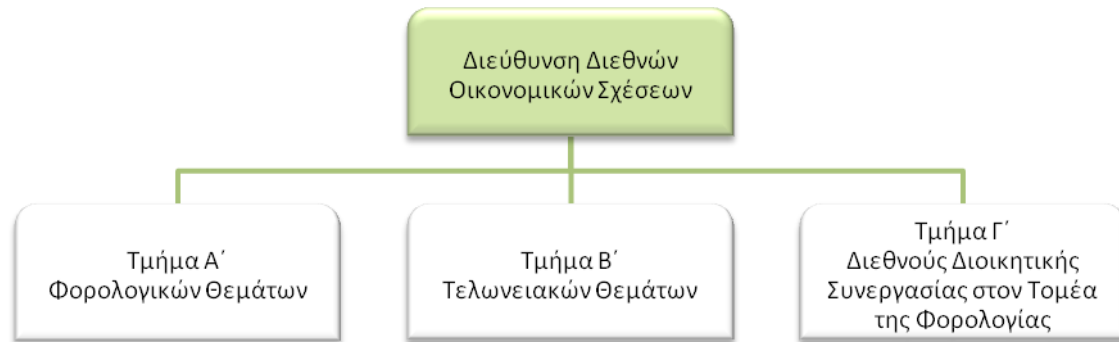 Διεύθυνση Διεθνών
Οικονομικών Σχέσεων
Τμήμα Α΄
Φορολογικών Θεμάτων
Τμήμα Β΄
Τελωνειακών Θεμάτων
Τμήμα Γ΄
Διεθνούς Διοικητικής
Συνεργασίας στον Τομέα
της Φορολογίας